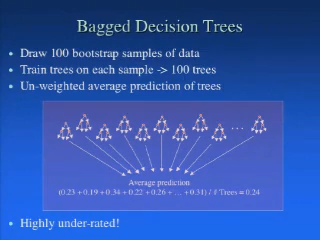 Bagged Decision Trees
Draw 100 bootstrap samples of data
Train trees on each sample -> 100 trees
Un-weighted average prediction of trees
...
Average prediction
(0.23 + 0.19 + 0.34 + 0.22 + 0.26 + ... + 0.31) / # Trees = 0.24
Highly under-rated!